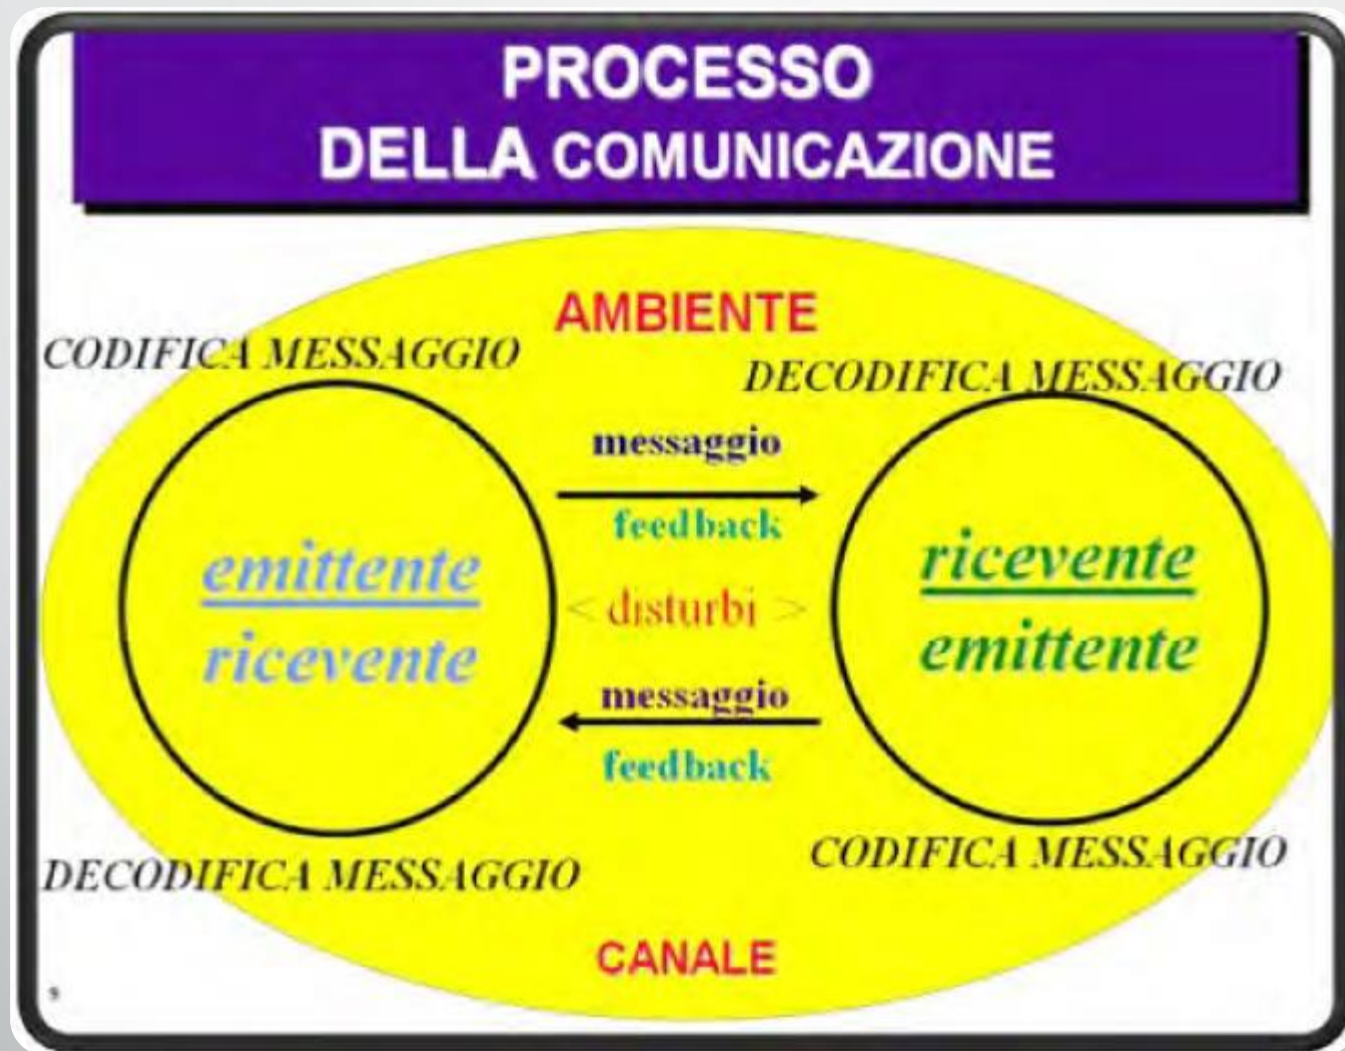 PROCESSO
DELLA COMUNICAZIONE
AMBIENTE
CODIFICA MESSAGGIO
DECODIFICA MESSAGGIO
messaggio
feedback
emittente
ricevente
< disturbi >
ricevente
emittente
messaggio
feedback
DECODIFICA MESSAGGIO
CODIFICA MESSAGGIO
CANALE